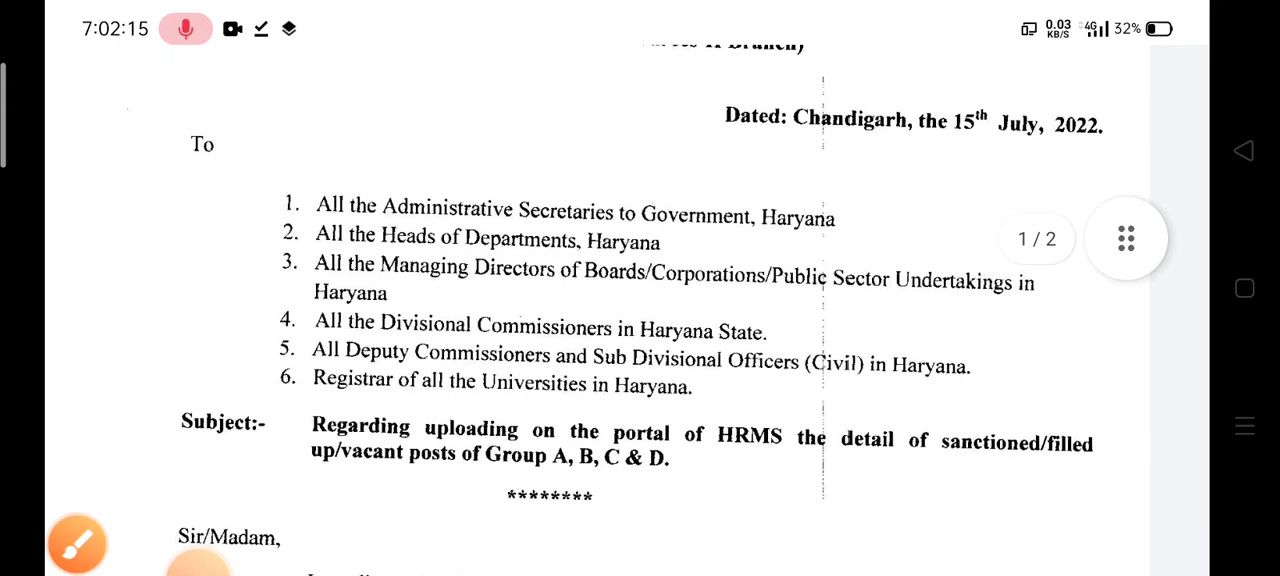 7:02:15
0.03 KB/S 4G 32%
Dated: Chandigarh, the 15th July, 2022.
To
1. All the Administrative Secretaries to Government, Haryana
2. All the Heads of Departments, Haryana
3. All the Managing Directors of Boards/Corporations/Public Sector Undertakings in
Haryana
1 / 2
4. All the Divisional Commissioners in Haryana State.
5. All Deputy Commissioners and Sub Divisional Officers (Civil) in Haryana.
6. Registrar of all the Universities in Haryana.
Subject:- Regarding uploading on the portal of HRMS the detail of sanctioned/filled
up/vacant posts of Group A, B, C & D.
********
Sir/Madam,